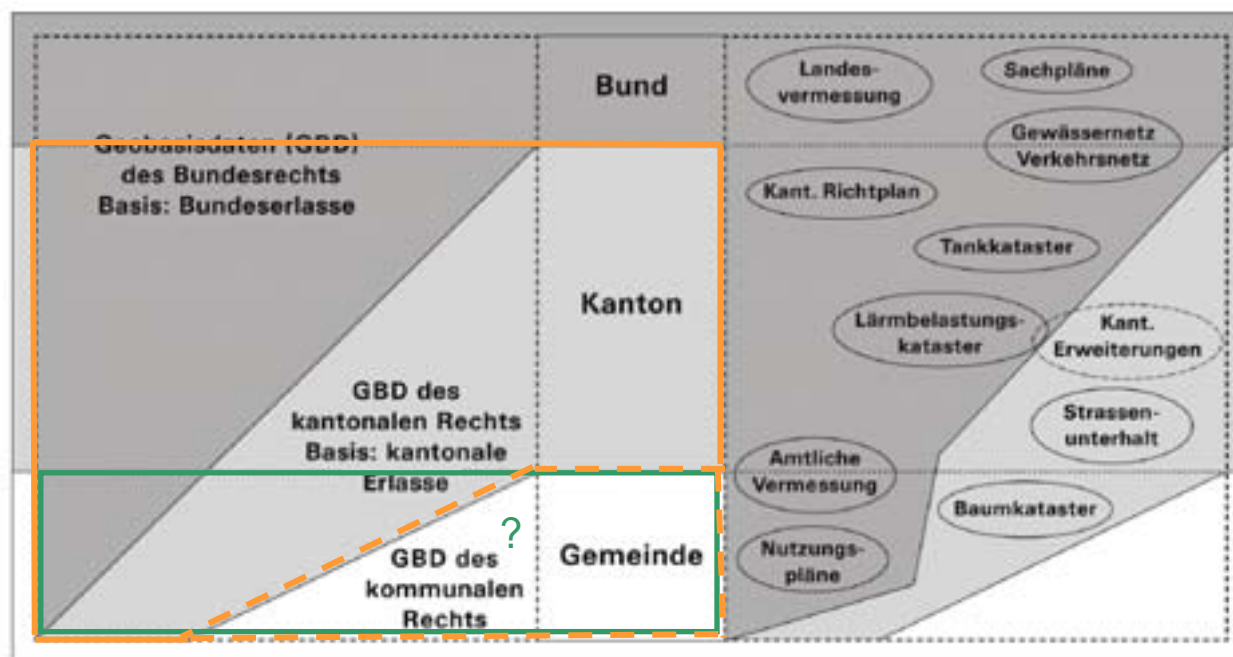 Geobasisdaten (GBD)
des Bundesrechts
Basis: Bundeserlasse
GBD des
kantonalen Rechts
Basis: kantonale
Erlasse
?
GBD des
kommunalen
Rechts
Bund
Kanton
Gemeinde
Landes-
vermessung
Sachpläne
Gewässernetz
Verkehrsnetz
Kant. Richtplan
Tankkataster
Lärmbelastungs-
kataster
Kant.
Erweiterungen
Strassen-
unterhalt
Amtliche
Vermessung
Baumkataster
Nutzungs-
pläne